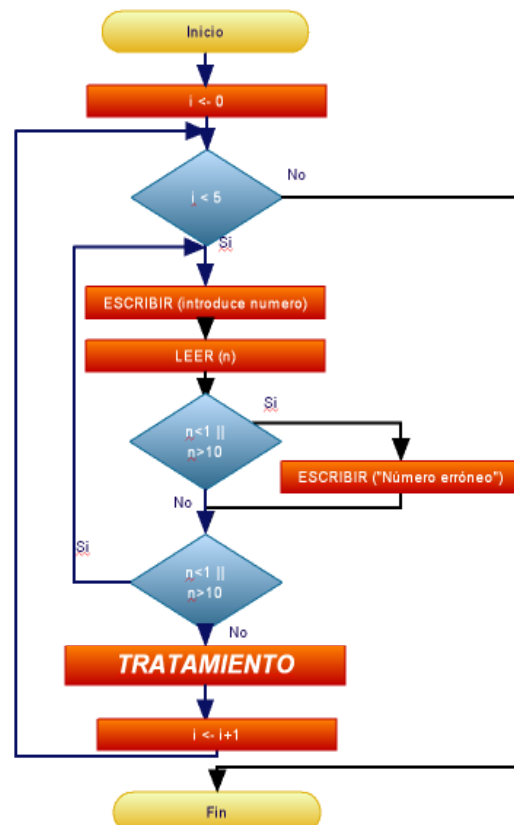 Inicio
i <- 0
No
i < 5
Si
ESCRIBIR (introduce numero)
LEER (n)
Si
n<1 ||
n>10
ESCRIBIR ("Número erróneo")
No
Si
n<1 ||
n>10
No
TRATAMIENTO
i <- i+1
Fin